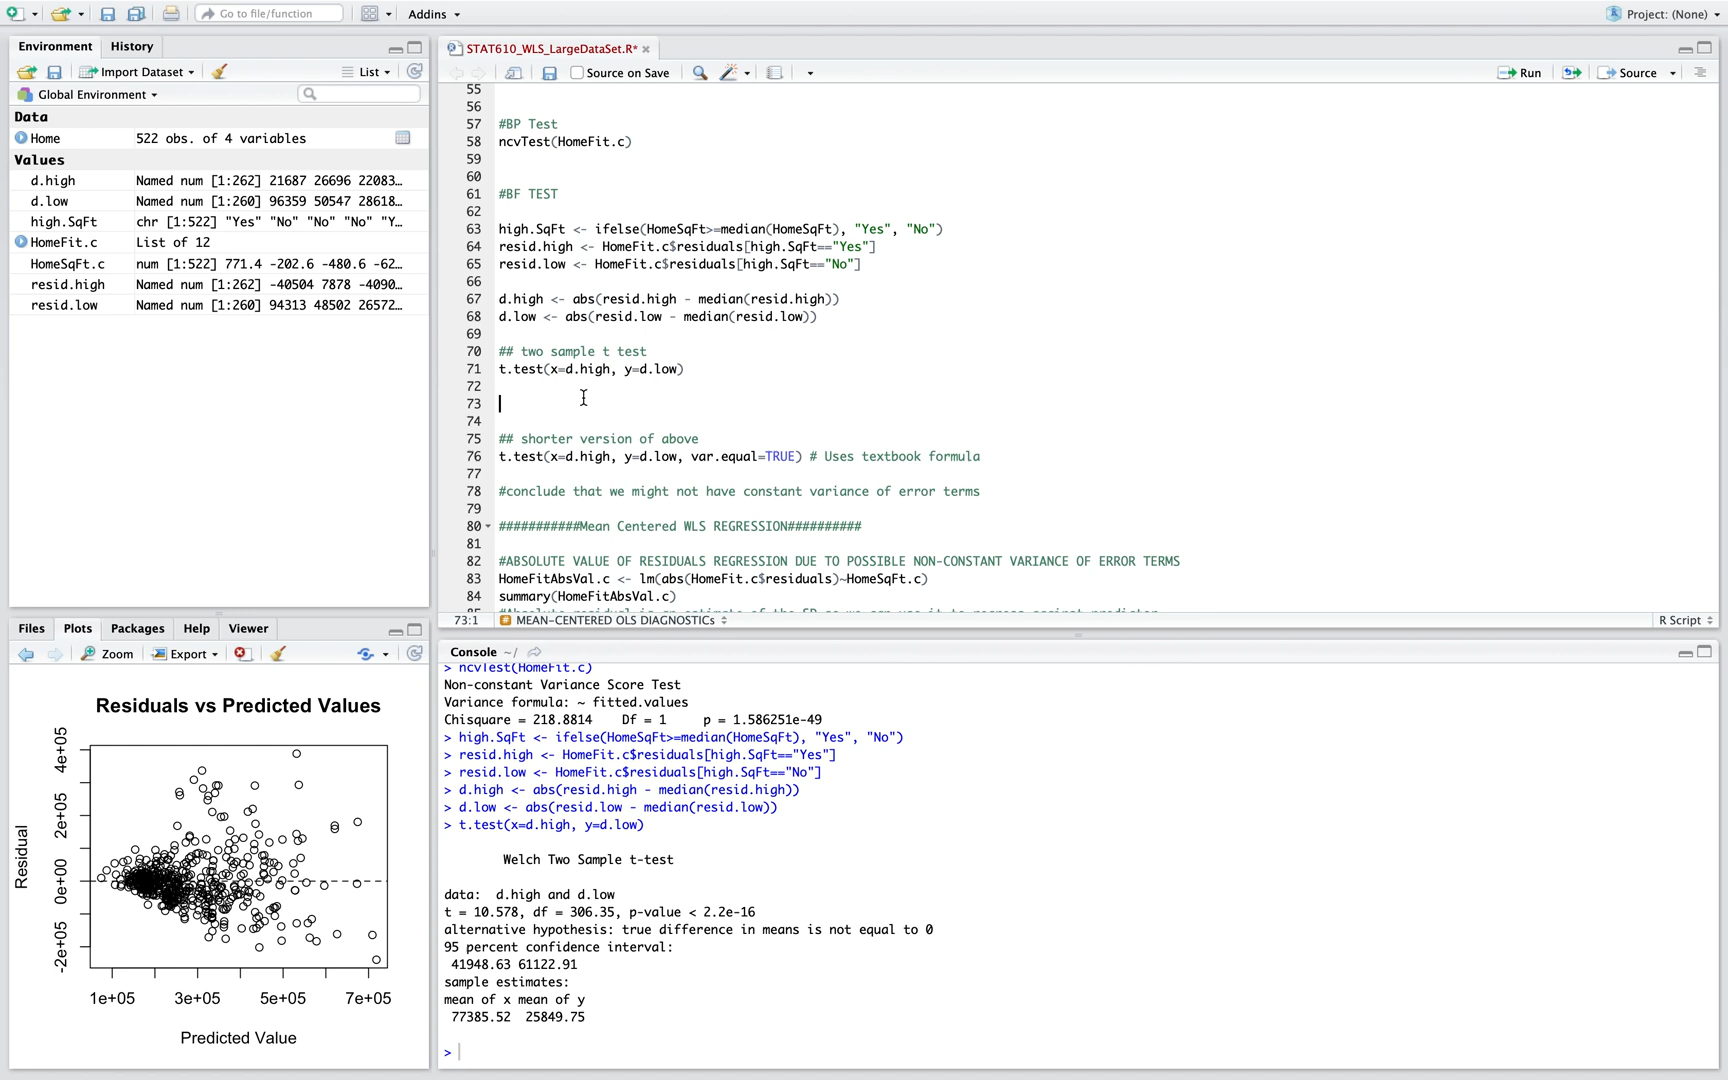 Go to file/function
Addins
Project: (None)
Environment History
Import Dataset
List
Global Environment
Data
Home 522 obs. of 4 variables
Values
d.high Named num [1:262] 21687 26696 22083…
d.low Named num [1:260] 96359 50547 28618…
high.SqFt chr [1:522] "Yes" "No" "No" "No" "Y…
HomeFit.c List of 12
HomeSqFt.c num [1:522] 771.4 -202.6 -480.6 -62…
resid.high Named num [1:262] -40504 7878 -4090…
resid.low Named num [1:260] 94313 48502 26572…
STAT610_WLS_LargeDataSet.R*
Source on Save
Run
Source
55
56
57 #BP Test
58 ncvTest(HomeFit.c)
59
60
61 #BF TEST
62
63 high.SqFt <- ifelse(HomeSqFt>=median(HomeSqFt), "Yes", "No")
64 resid.high <- HomeFit.c$residuals[high.SqFt=="Yes"]
65 resid.low <- HomeFit.c$residuals[high.SqFt=="No"]
66
67 d.high <- abs(resid.high - median(resid.high))
68 d.low <- abs(resid.low - median(resid.low))
69
70 ## two sample t test
71 t.test(x=d.high, y=d.low)
72
73
74
75 ## shorter version of above
76 t.test(x=d.high, y=d.low, var.equal=TRUE) # Uses textbook formula
77
78 #conclude that we might not have constant variance of error terms
79
80 ###########Mean Centered WLS REGRESSION##########
81
82 #ABSOLUTE VALUE OF RESIDUALS REGRESSION DUE TO POSSIBLE NON-CONSTANT VARIANCE OF ERROR TERMS
83 HomeFitAbsVal.c <- lm(abs(HomeFit.c$residuals)~HomeSqFt.c)
84 summary(HomeFitAbsVal.c)
73:1 MEAN-CENTERED OLS DIAGNOSTICs
R Script
Files Plots Packages Help Viewer
Zoom Export
Residuals vs Predicted Values
4e+05
2e+05
0e+00
-2e+05
Residual
1e+05 3e+05 5e+05 7e+05
Predicted Value
Console ~/
> ncvTest(HomeFit.c)
Non-constant Variance Score Test
Variance formula: ~ fitted.values
Chisquare = 218.8814 Df = 1 p = 1.586251e-49
> high.SqFt <- ifelse(HomeSqFt>=median(HomeSqFt), "Yes", "No")
> resid.high <- HomeFit.c$residuals[high.SqFt=="Yes"]
> resid.low <- HomeFit.c$residuals[high.SqFt=="No"]
> d.high <- abs(resid.high - median(resid.high))
> d.low <- abs(resid.low - median(resid.low))
> t.test(x=d.high, y=d.low)
Welch Two Sample t-test
data: d.high and d.low
t = 10.578, df = 306.35, p-value < 2.2e-16
alternative hypothesis: true difference in means is not equal to 0
95 percent confidence interval:
41948.63 61122.91
sample estimates:
mean of x mean of y
77385.52 25849.75
>